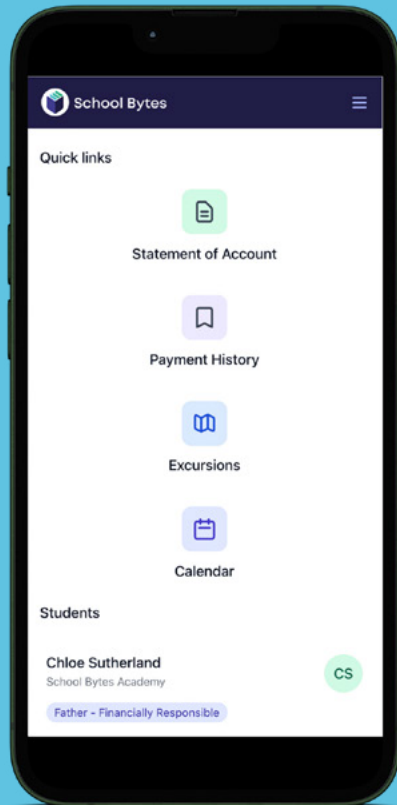 School Bytes
Quick links
Statement of Account
Payment History
Excursions
Calendar
Students
Chloe Sutherland
School Bytes Academy
CS
Father - Financially Responsible